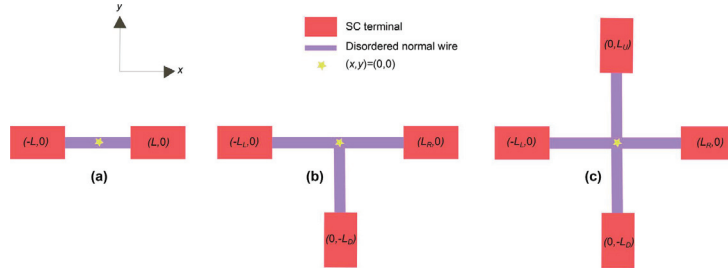 y
x
SC terminal
Disordered normal wire
(x,y)=(0,0)
(-L,0)
(L,0)
(a)
(-L_L,0)
(L_R,0)
(0,-L_D)
(b)
(0,L_U)
(-L_L,0)
(L_R,0)
(0,-L_D)
(c)